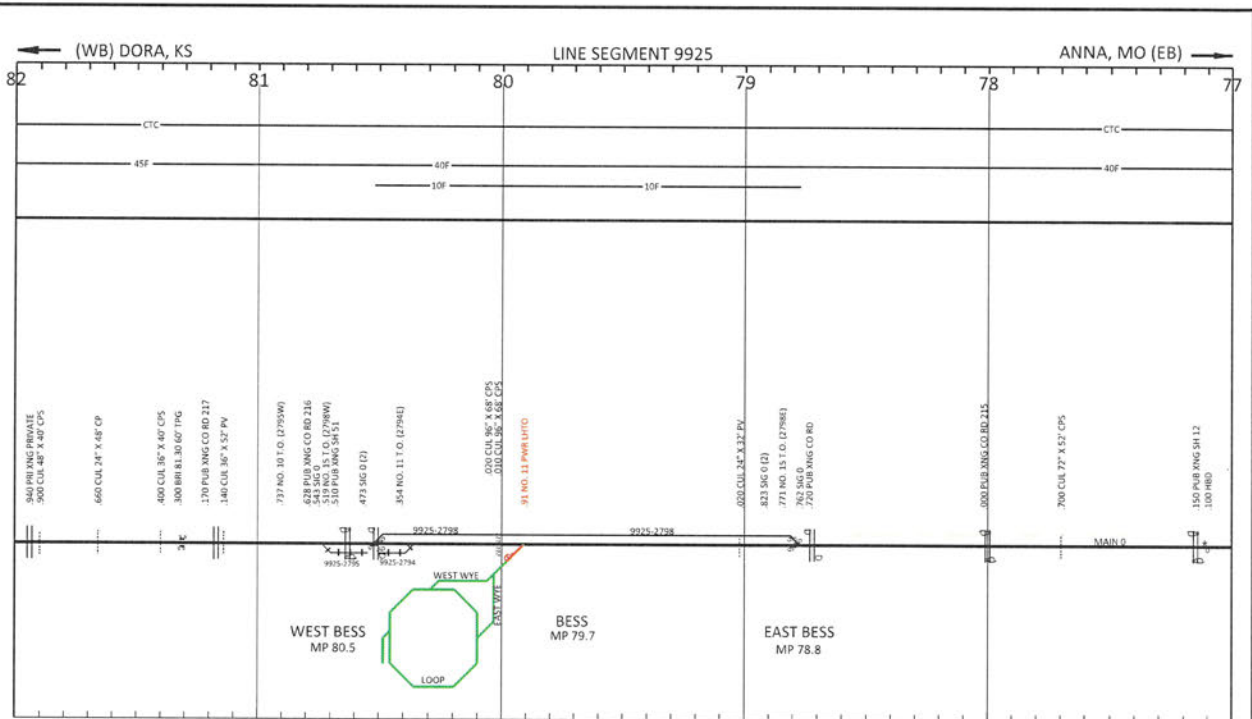 (WB) DORA, KS
LINE SEGMENT 9925
ANNA, MO (EB)
82
81
80
79
78
77
CTC
CTC
45F
40F
40F
10F
10F
.940 PRI XNG PRIVATE
.900 CUL 48" X 40' CPS
.660 CUL 24" X 48' CP
.400 CUL 36" X 40' CPS
.300 BRI 81.30 60' TPG
.170 PUB XNG CO RD 217
.140 CUL 36" X 52' PV
.737 NO. 10 T.O. (2795W)
.628 PUB XNG CO RD 216
.543 SIG 0
.519 NO. 15 T.O. (2798W)
.510 PUB XNG SH 51
.473 SIG 0 (2)
.354 NO. 11 T.O. (2794E)
.020 CUL 96" X 68' CPS
.010 CUL 96" X 68' CPS
.91 NO. 11 PWR LHTO
.020 CUL 24" X 32' PV
.823 SIG 0 (2)
.771 NO. 15 T.O. (2798E)
.762 SIG 0
.720 PUB XNG CO RD
.000 PUB XNG CO RD 215
.700 CUL 72" X 52' CPS
.150 PUB XNG SH 12
.100 HBD
9925-2798
9925-2798
MAIN 0
9925-2795
9925-2794
WEST WYE
EAST WYE
LOOP
WEST BESS
MP 80.5
BESS
MP 79.7
EAST BESS
MP 78.8